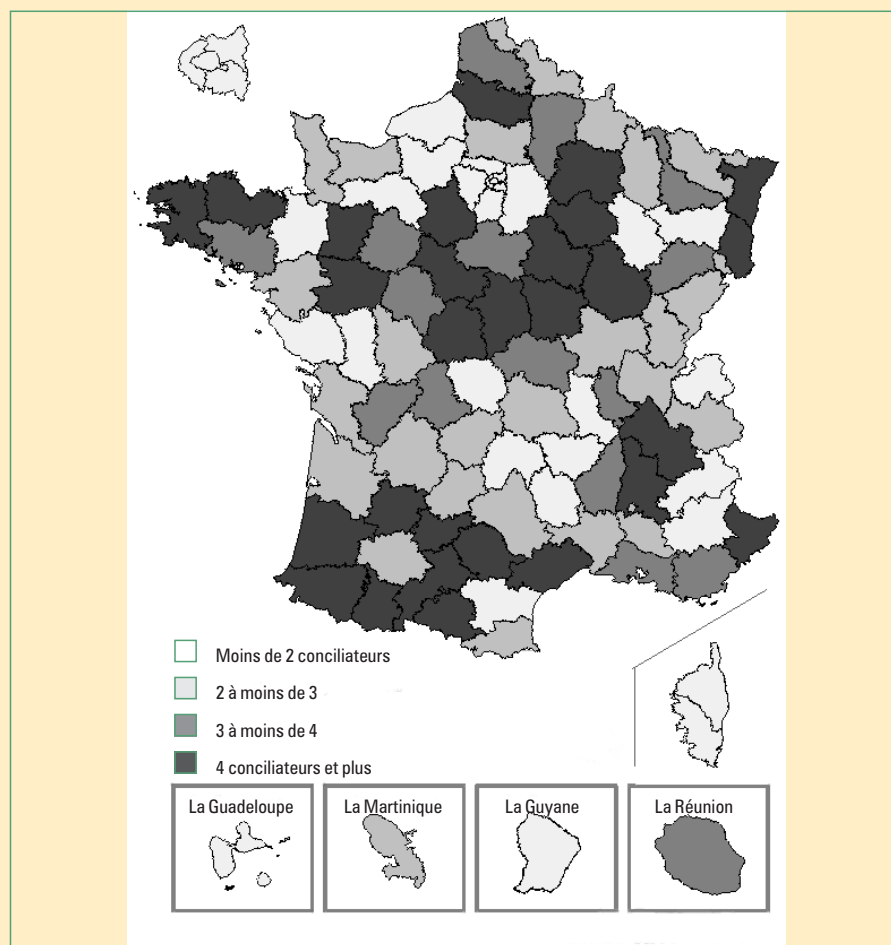 Moins de 2 conciliateurs
2 à moins de 3
3 à moins de 4
4 conciliateurs et plus
La Guadeloupe
La Martinique
La Guyane
La Réunion